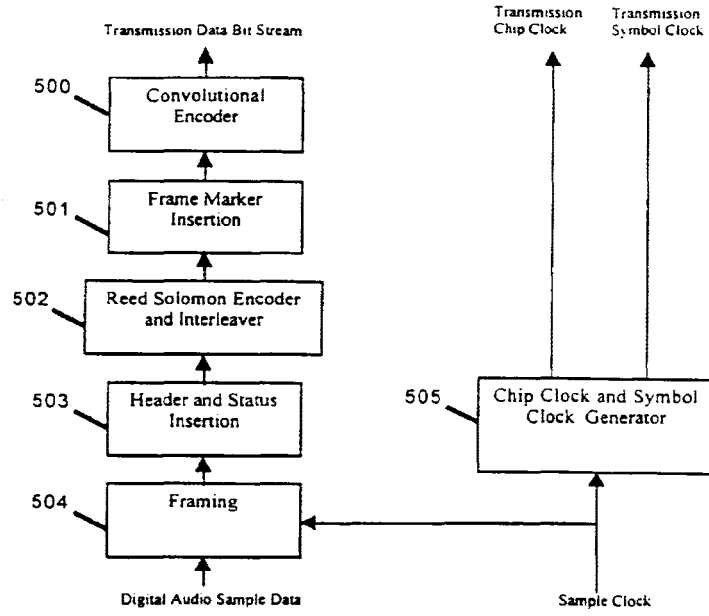 Transmission Data Bit Stream
Transmission
Chip Clock
Transmission
Symbol Clock
500
Convolutional
Encoder
501
Frame Marker
Insertion
502
Reed Solomon Encoder
and Interleaver
503
Header and Status
Insertion
505
Chip Clock and Symbol
Clock Generator
504
Framing
Digital Audio Sample Data
Sample Clock